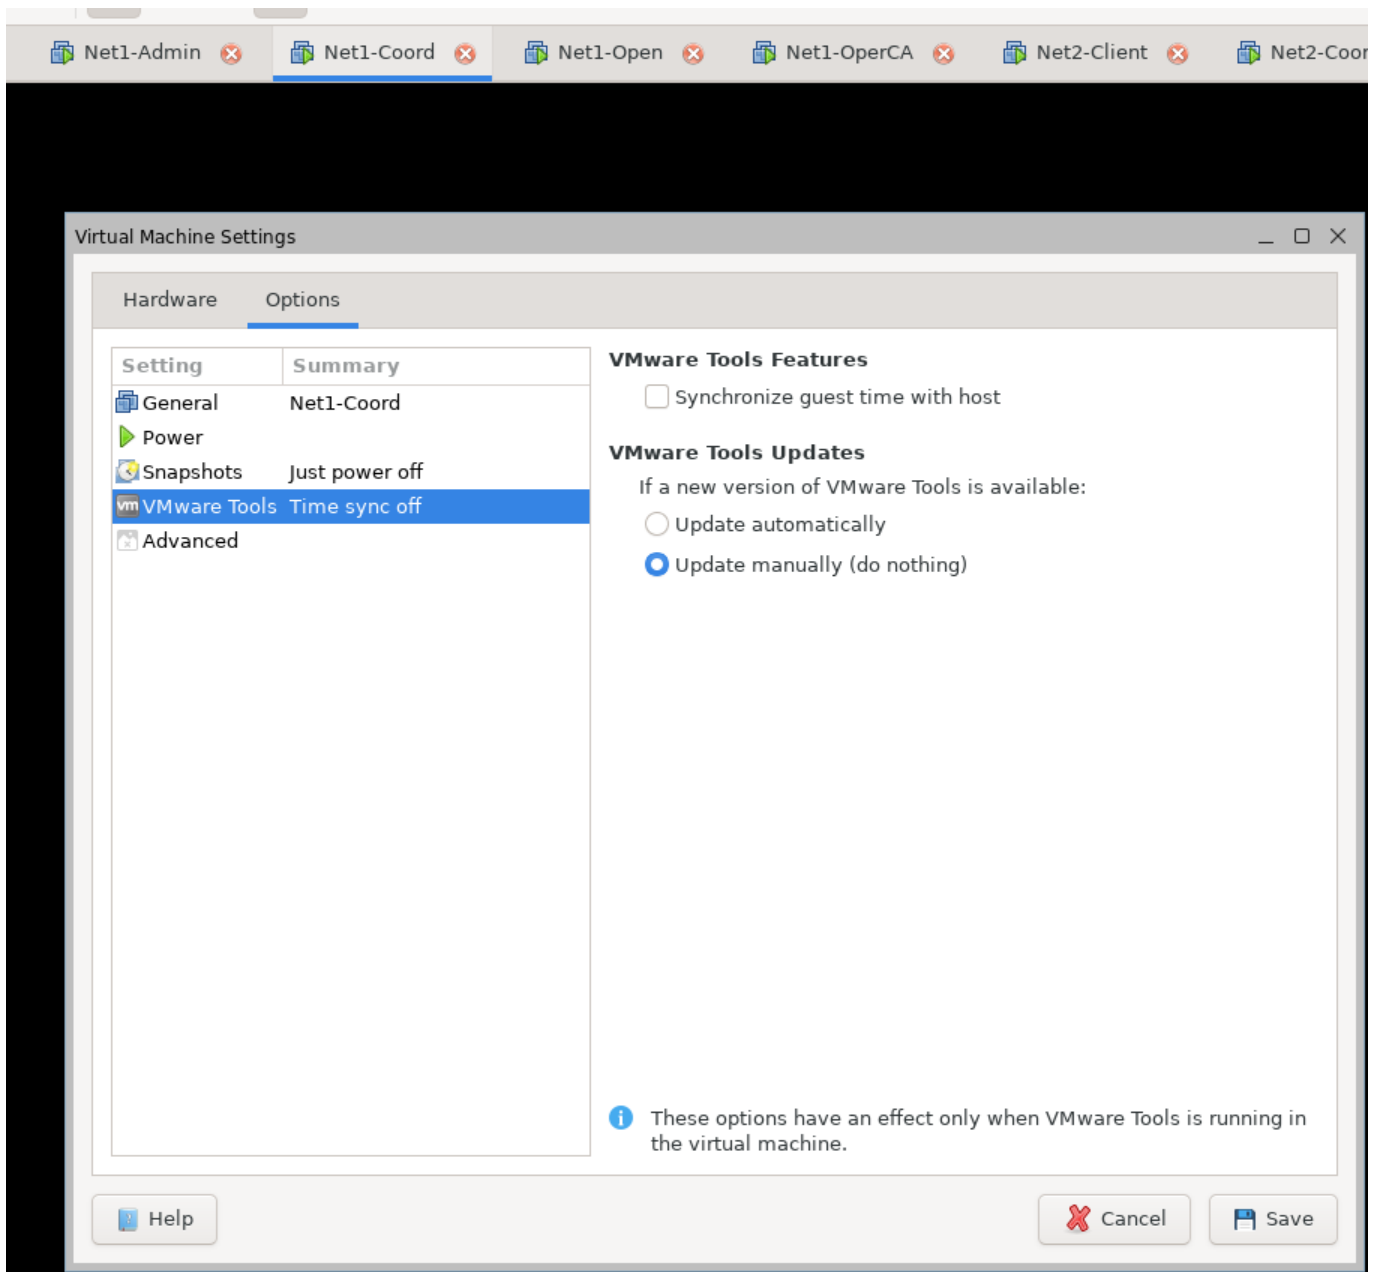 Net1-Admin Net1-Coord Net1-Open Net1-OperCA Net2-Client Net2-Coor
Virtual Machine Settings
Hardware Options
Setting Summary
General Net1-Coord
Power
Snapshots Just power off
vm VMware Tools Time sync off
Advanced
VMware Tools Features
Synchronize guest time with host
VMware Tools Updates
If a new version of VMware Tools is available:
Update automatically
Update manually (do nothing)
These options have an effect only when VMware Tools is running in
the virtual machine.
Help Cancel Save